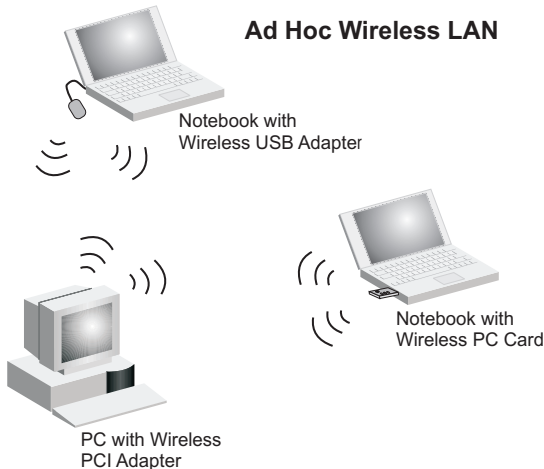 Ad Hoc Wireless LAN
Notebook with
Wireless USB Adapter
Notebook with
Wireless PC Card
PC with Wireless
PCI Adapter